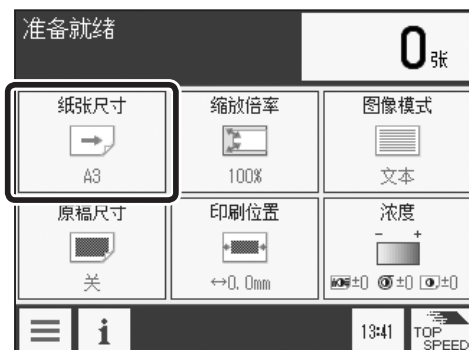 准备就绪
0张
纸张尺寸 缩放倍率 图像模式
A3 100% 文本
原稿尺寸 印刷位置 浓度
- +
关 ↔0, 0mm ±0 ±0 ±0
i 13:41 TOP
SPEED